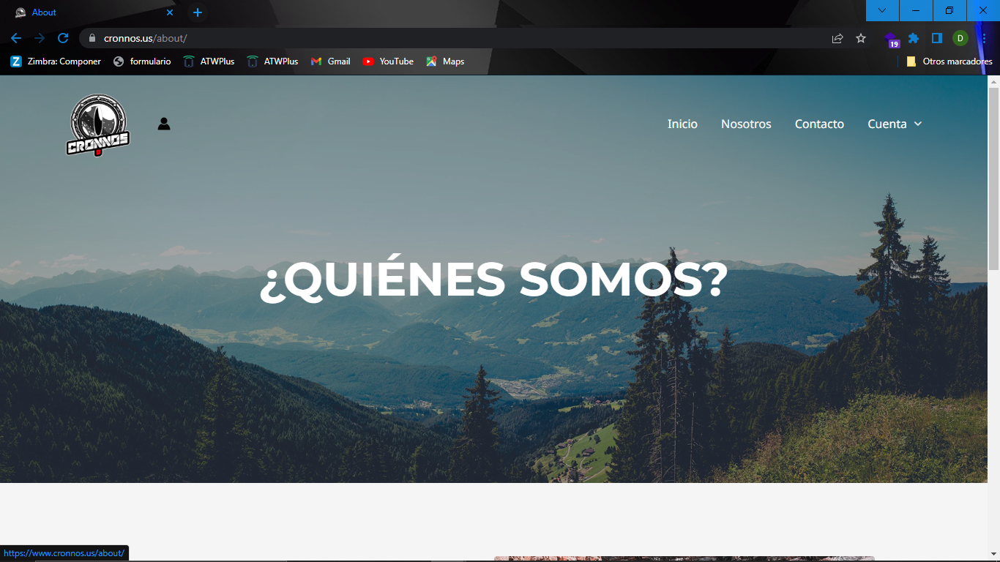 About
cronnos.us/about/
19
D
Zimbra: Componer
formulario
ATWPlus
ATWPlus
Gmail
YouTube
Maps
Otros marcadores
CRONNOS
Inicio
Nosotros
Contacto
Cuenta
¿QUIÉNES SOMOS?
https://www.cronnos.us/about/